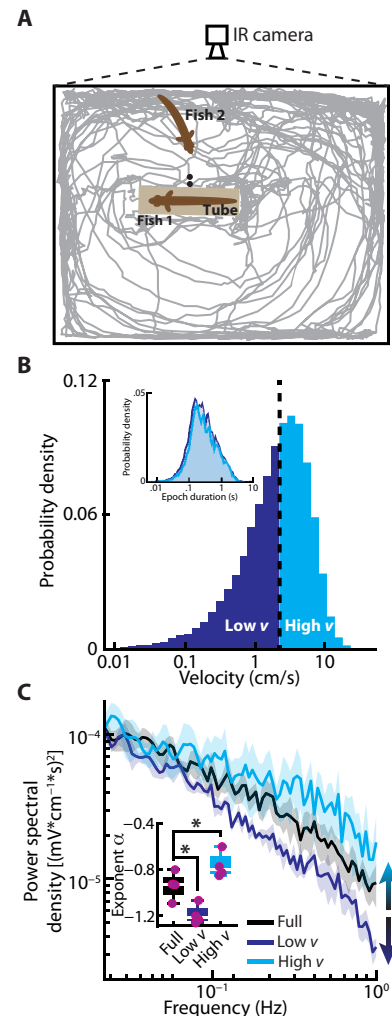 A
IR camera
Fish 2
Tube
Fish 1
B
0.12
0.06
0
Probability density
.05
0
Probability density
.01 0.1 1 10
Epoch duration (s)
Low v High v
0.01 0.1 1 10
Velocity (cm/s)
C
10⁻⁴
10⁻⁵
Power spectral
density [(mV*cm⁻¹*s)²]
−0.4
−0.8
−1.2
Exponent α
*
*
Full
Low v
High v
Full
Low v
High v
10⁻¹ 10⁰
Frequency (Hz)